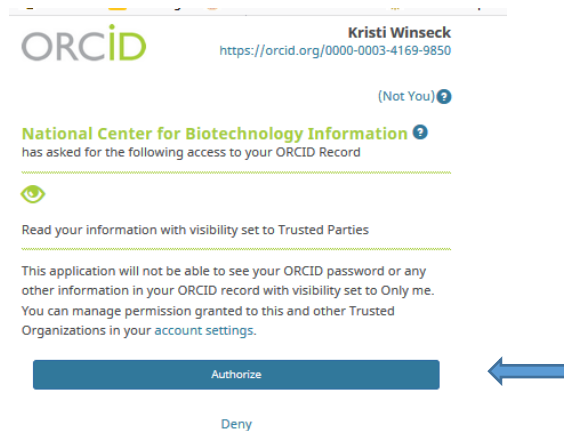 ORCID
Kristi Winseck
https://orcid.org/0000-0003-4169-9850
(Not You)?
National Center for Biotechnology Information ?
has asked for the following access to your ORCID Record
Read your information with visibility set to Trusted Parties
This application will not be able to see your ORCID password or any
other information in your ORCID record with visibility set to Only me.
You can manage permission granted to this and other Trusted
Organizations in your account settings.
Authorize
Deny